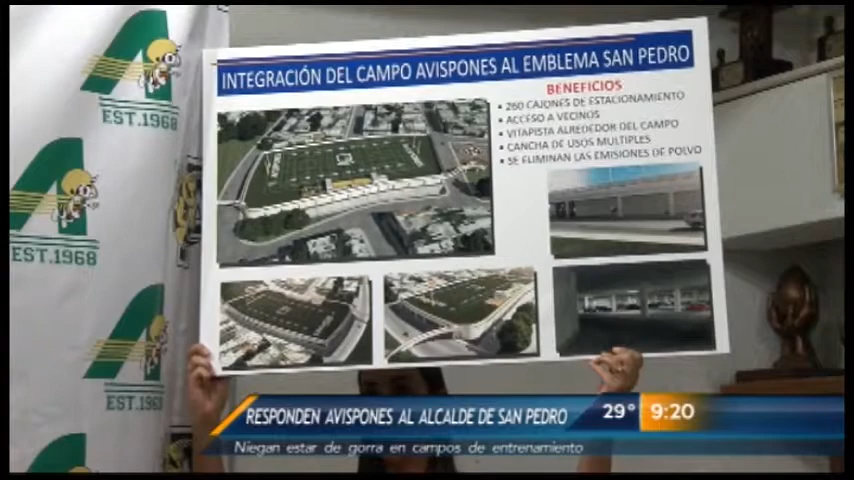 INTEGRACIÓN DEL CAMPO AVISPONES AL EMBLEMA SAN PEDRO
BENEFICIOS
• 260 CAJONES DE ESTACIONAMIENTO
• ACCESO A VECINOS
• VITAPISTA ALREDEDOR DEL CAMPO
• CANCHA DE USOS MULTIPLES
• SE ELIMINAN LAS EMISIONES DE POLVO
A
EST.1968
A
EST.1968
A
EST.1968
RESPONDEN AVISPONES AL ALCALDE DE SAN PEDRO
29° 9:20
Niegan estar de gorra en campos de entrenamiento